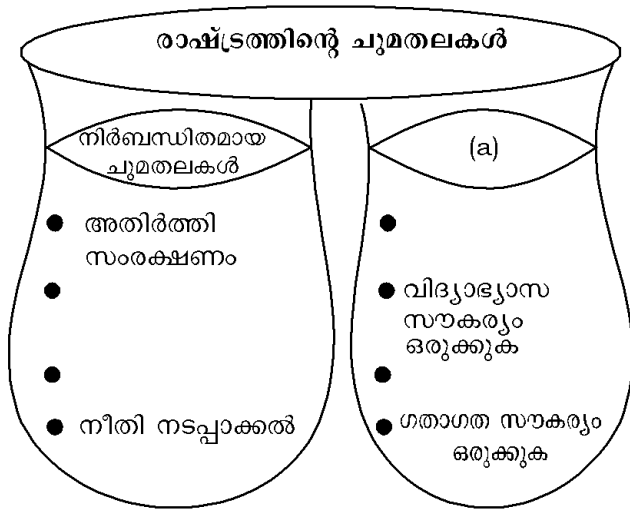 രാഷ്ട്രത്തിന്റെ ചുമതലകൾ
നിർബന്ധിതമായ
ചുമതലകൾ
● അതിർത്തി
സംരക്ഷണം
●
●
● നീതി നടപ്പാക്കൽ
(a)
●
● വിദ്യാഭ്യാസ
സൗകര്യം
ഒരുക്കുക
●
● ഗതാഗത സൗകര്യം
ഒരുക്കുക